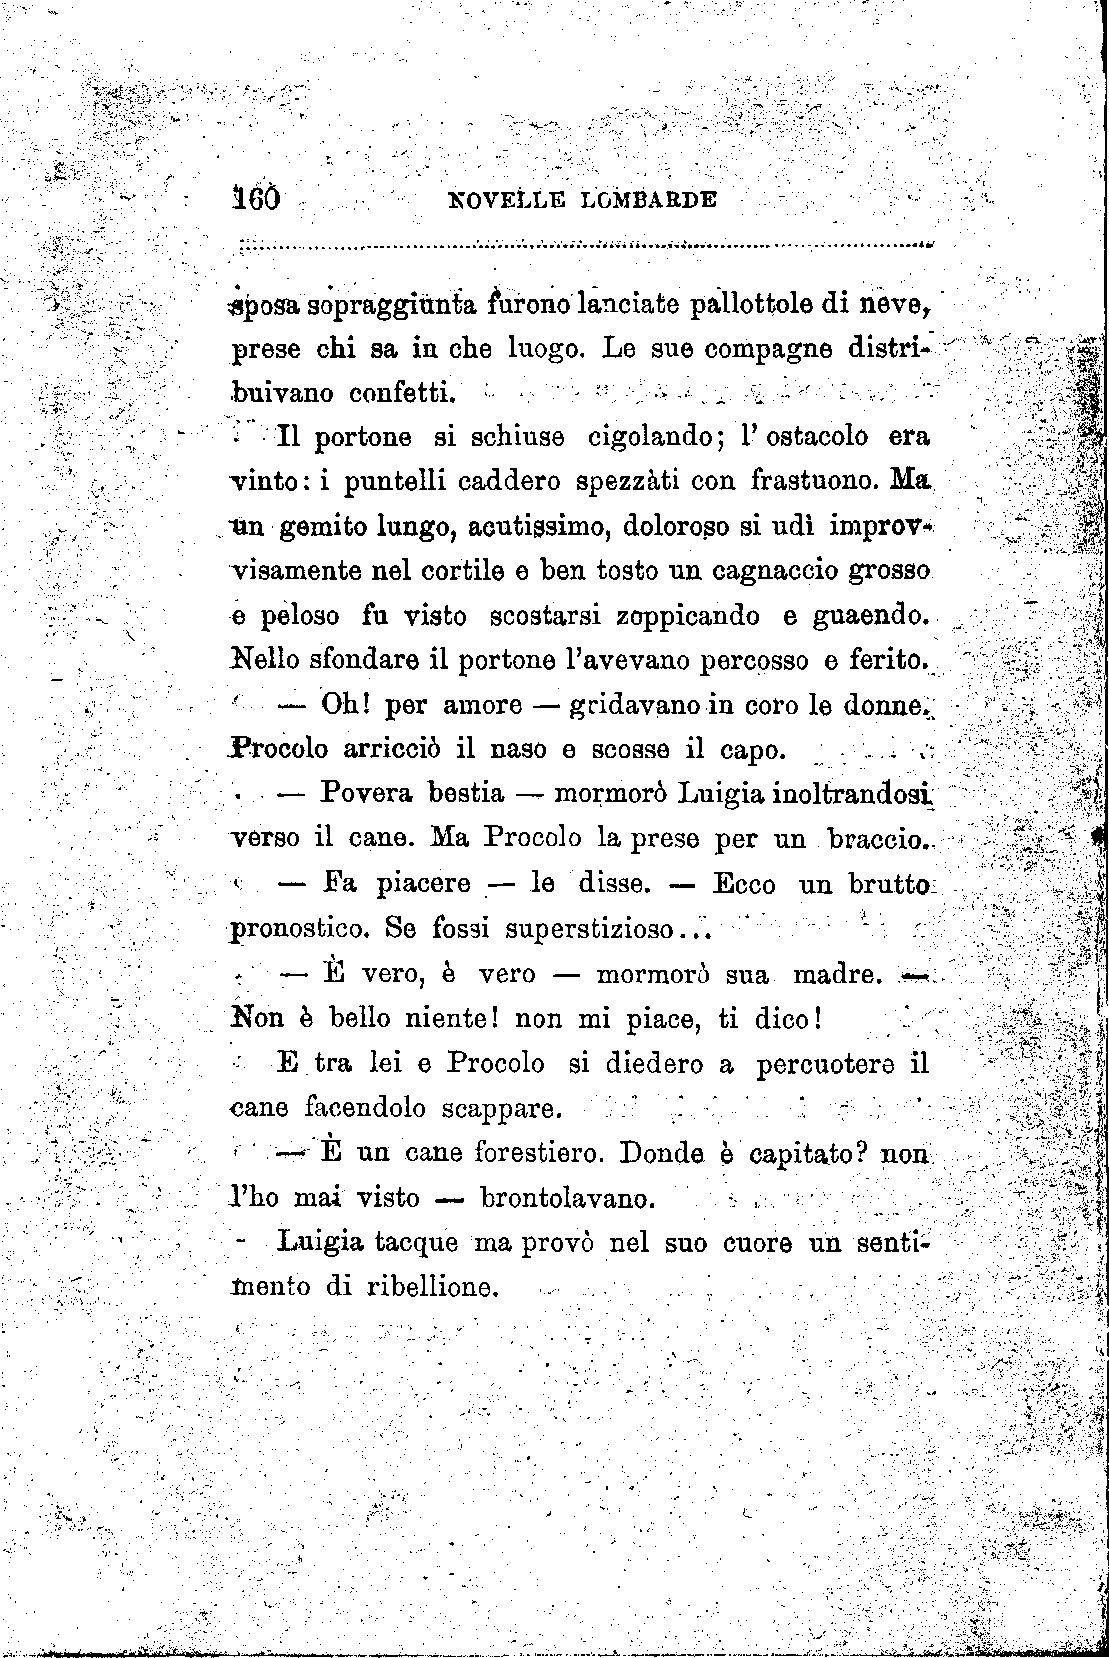 160 NOVELLE LOMBARDE
sposa sopraggiunta furono lanciate pallottole di neve,
prese chi sa in che luogo. Le sue compagne distri-
buivano confetti.
Il portone si schiuse cigolando; l' ostacolo era
vinto: i puntelli caddero spezzàti con frastuono. Ma
un gemito lungo, acutissimo, doloroso si udì improv-
visamente nel cortile e ben tosto un cagnaccio grosso
e peloso fu visto scostarsi zoppicando e guaendo.
Nello sfondare il portone l'avevano percosso e ferito.
— Oh! per amore — gridavano in coro le donne.
Procolo arricciò il naso e scosse il capo.
— Povera bestia — mormorò Luigia inoltrandosi
verso il cane. Ma Procolo la prese per un braccio.
— Fa piacere — le disse. — Ecco un brutto
pronostico. Se fossi superstizioso...
— È vero, è vero — mormorò sua madre. —
Non è bello niente! non mi piace, ti dico!
E tra lei e Procolo si diedero a percuotere il
cane facendolo scappare.
— È un cane forestiero. Donde è capitato? non
l'ho mai visto — brontolavano.
Luigia tacque ma provò nel suo cuore un senti-
mento di ribellione.